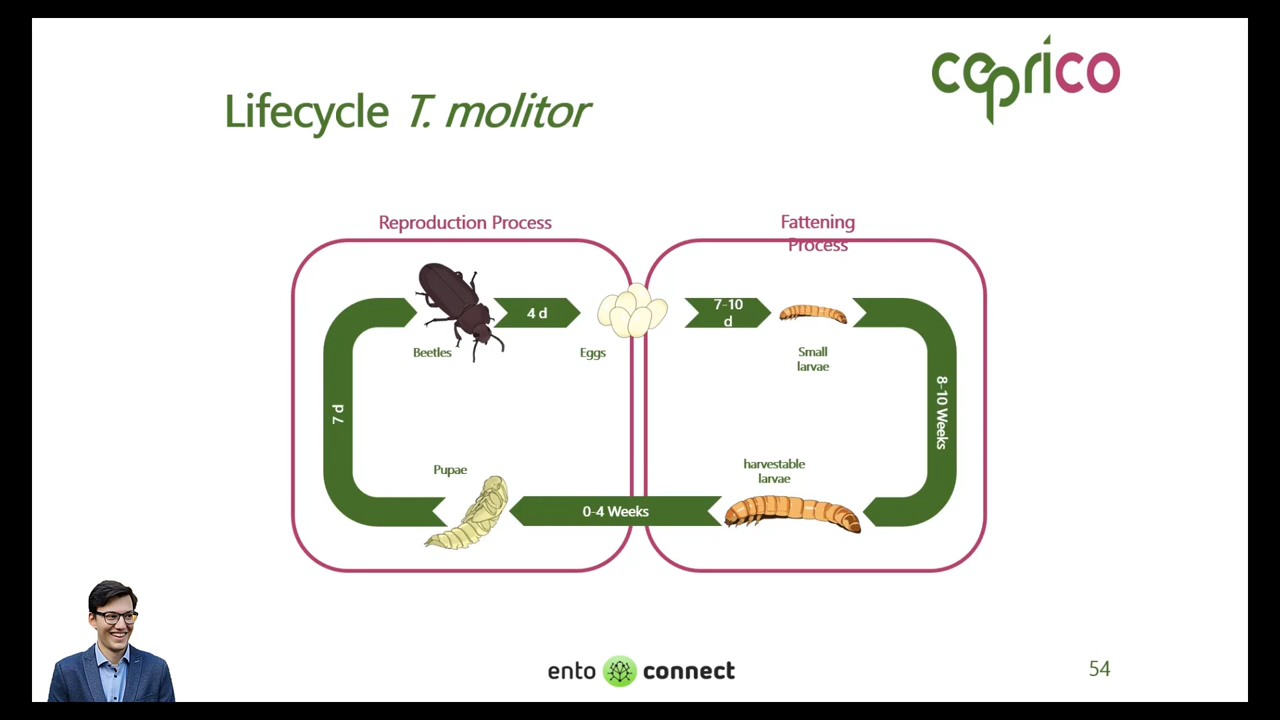 ceprico
Lifecycle T. molitor
Reproduction Process
Fattening
Process
4 d
7-10
d
Beetles
Eggs
Small
larvae
7 d
8-10 Weeks
Pupae
harvestable
larvae
0-4 Weeks
ento connect
54